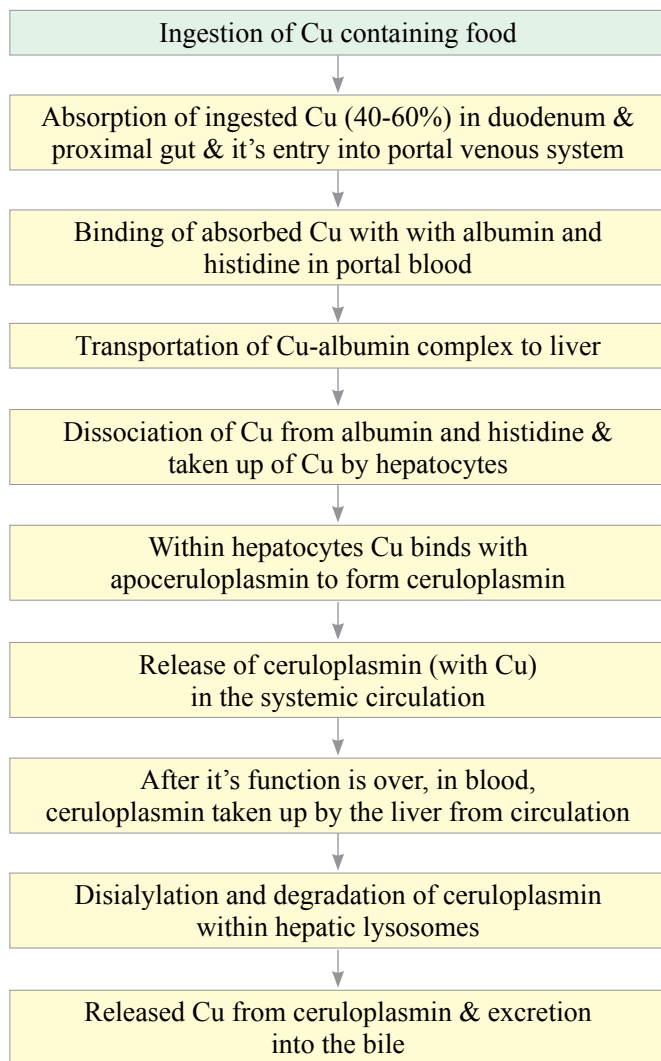 Ingestion of Cu containing food
Absorption of ingested Cu (40-60%) in duodenum &
proximal gut & it’s entry into portal venous system
Binding of absorbed Cu with with albumin and
histidine in portal blood
Transportation of Cu-albumin complex to liver
Dissociation of Cu from albumin and histidine &
taken up of Cu by hepatocytes
Within hepatocytes Cu binds with
apoceruloplasmin to form ceruloplasmin
Release of ceruloplasmin (with Cu)
in the systemic circulation
After it’s function is over, in blood,
ceruloplasmin taken up by the liver from circulation
Disialylation and degradation of ceruloplasmin
within hepatic lysosomes
Released Cu from ceruloplasmin & excretion
into the bile